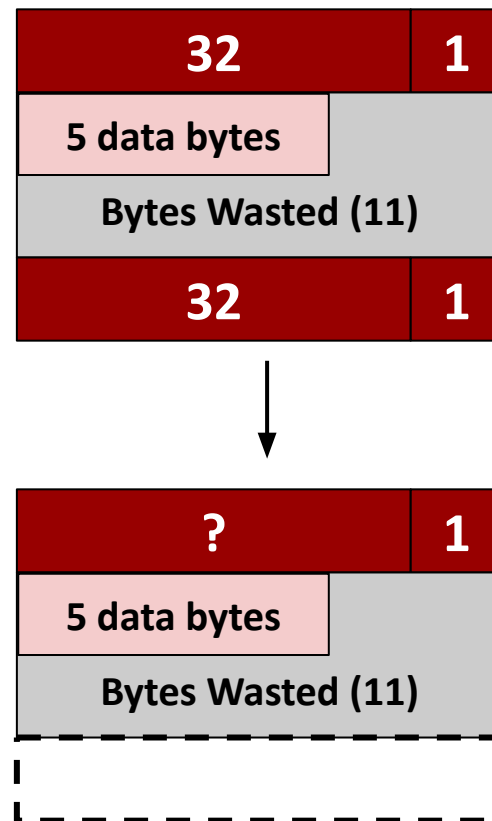 32 1
5 data bytes
Bytes Wasted (11)
32 1
? 1
5 data bytes
Bytes Wasted (11)